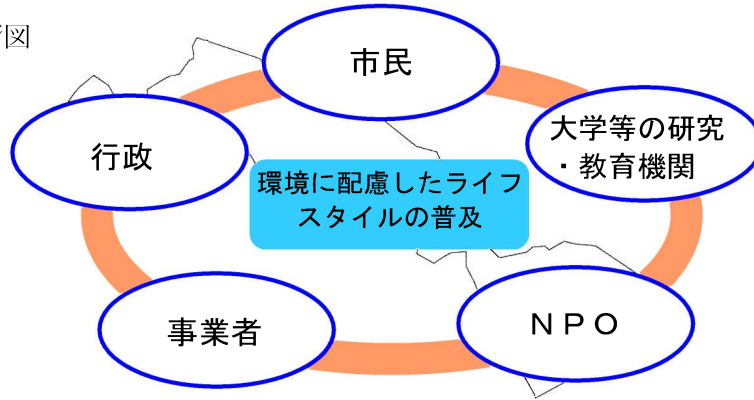 図
市民
大学等の研究
・教育機関
行政
環境に配慮したライフ
スタイルの普及
事業者
ＮＰＯ